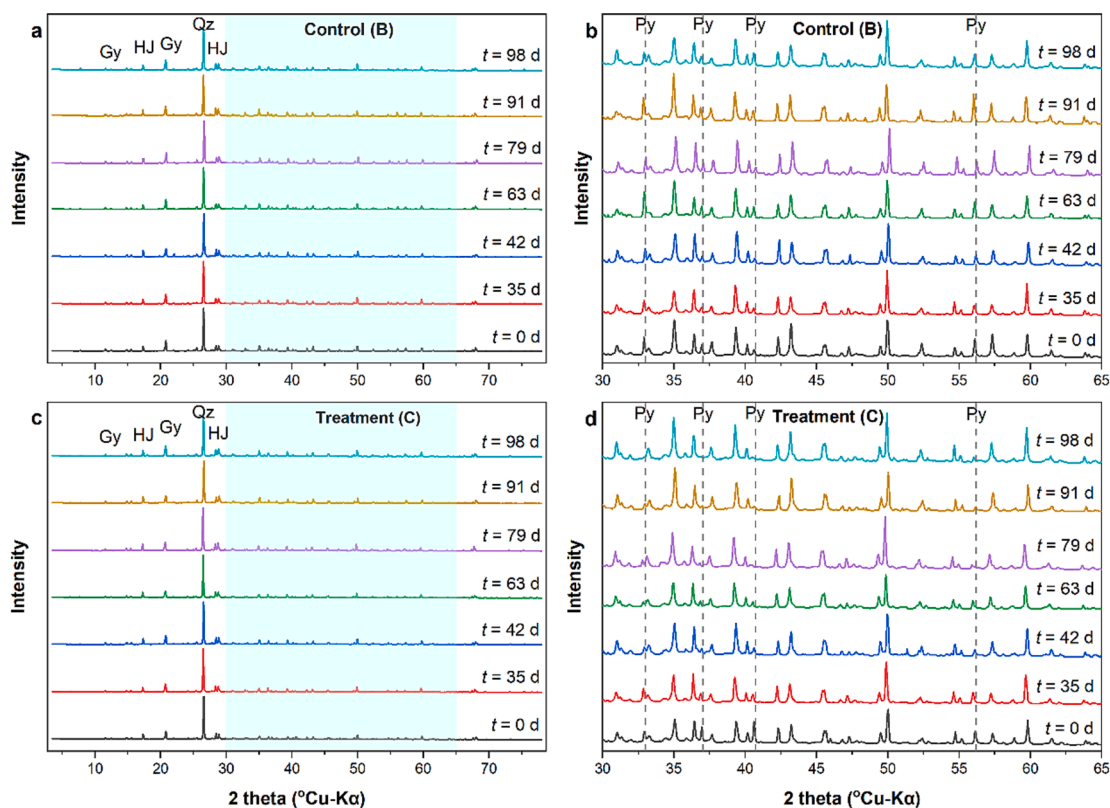 a
Gy
HJ
Gy
Qz
HJ
Control (B)
t = 98 d
t = 91 d
t = 79 d
t = 63 d
t = 42 d
t = 35 d
t = 0 d
Intensity
10 20 30 40 50 60 70
b
Py Py Py Py
Control (B)
t = 98 d
t = 91 d
t = 79 d
t = 63 d
t = 42 d
t = 35 d
t = 0 d
Intensity
30 35 40 45 50 55 60 65
c
Gy
HJ
Gy
Qz
HJ
Treatment (C)
t = 98 d
t = 91 d
t = 79 d
t = 63 d
t = 42 d
t = 35 d
t = 0 d
Intensity
10 20 30 40 50 60 70
2 theta (°Cu-Kα)
d
Py Py Py Py
Treatment (C)
t = 98 d
t = 91 d
t = 79 d
t = 63 d
t = 42 d
t = 35 d
t = 0 d
Intensity
30 35 40 45 50 55 60 65
2 theta (°Cu-Kα)